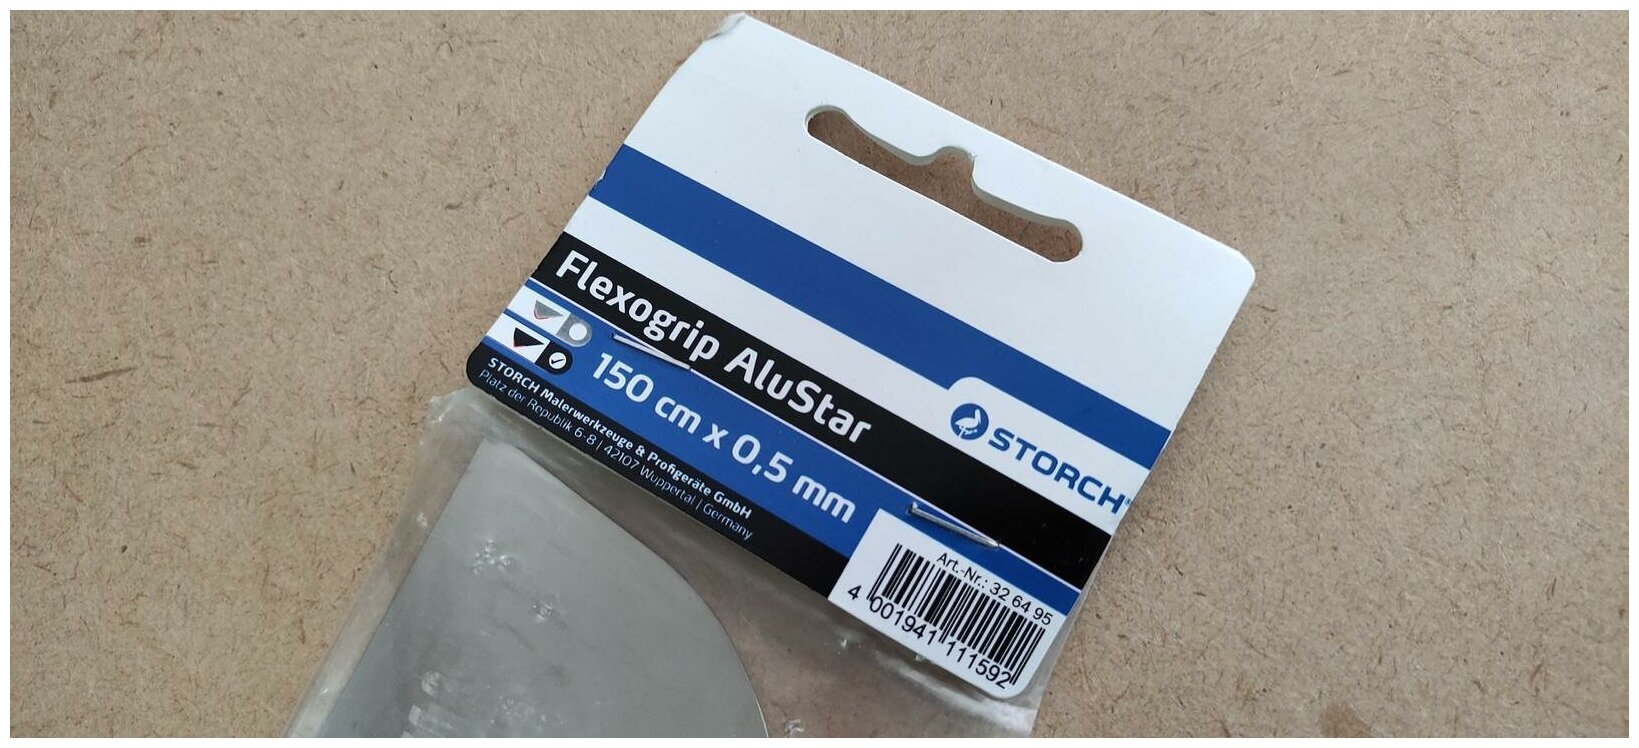 STORCH
Flexogrip AluStar
150 cm x 0,5 mm
STORCH Malerwerkzeuge & Profigeräte GmbH
Platz der Republik 6-8 | 42107 Wuppertal | Germany
Art.-Nr.: 32 64 95
4 001941 111592